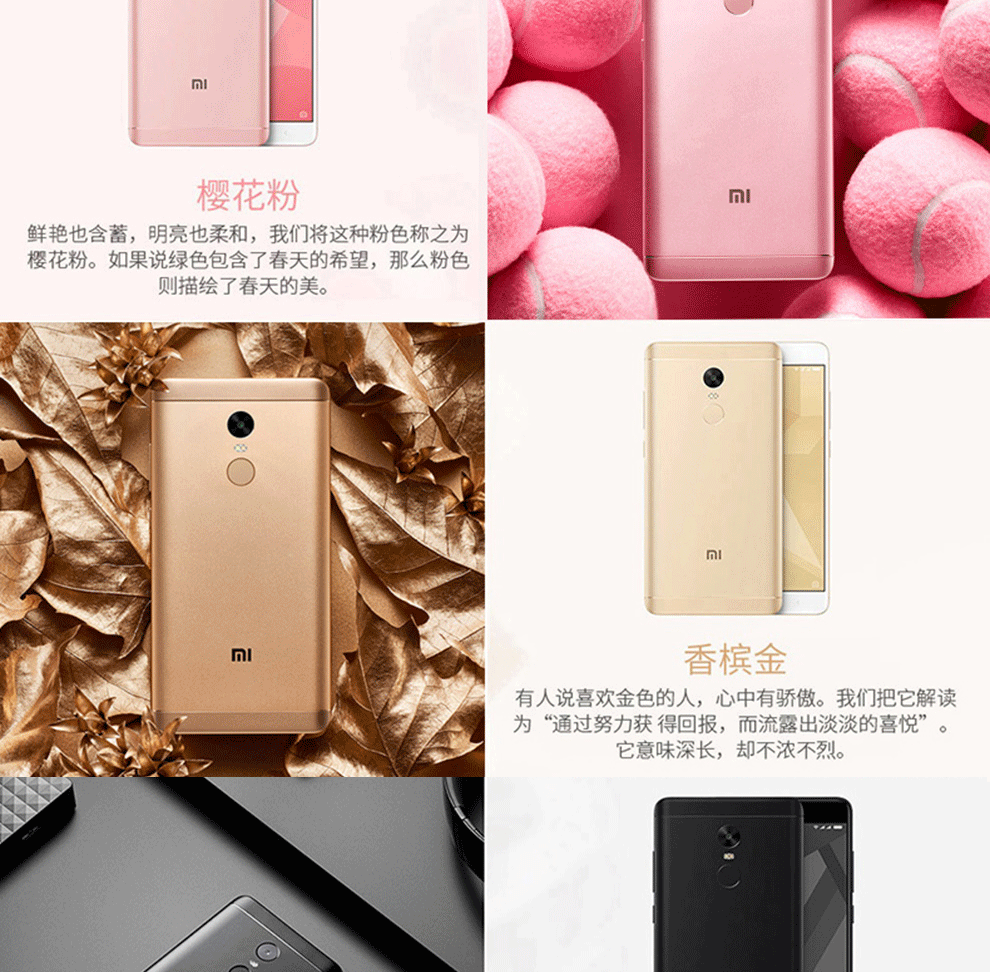 mi
樱花粉
鲜艳也含蓄，明亮也柔和，我们将这种粉色称之为
樱花粉。如果说绿色包含了春天的希望，那么粉色
则描绘了春天的美。
mi
mi
mi
香槟金
有人说喜欢金色的人，心中有骄傲。我们把它解读
为“通过努力获 得回报，而流露出淡淡的喜悦”。
它意味深长，却不浓不烈。